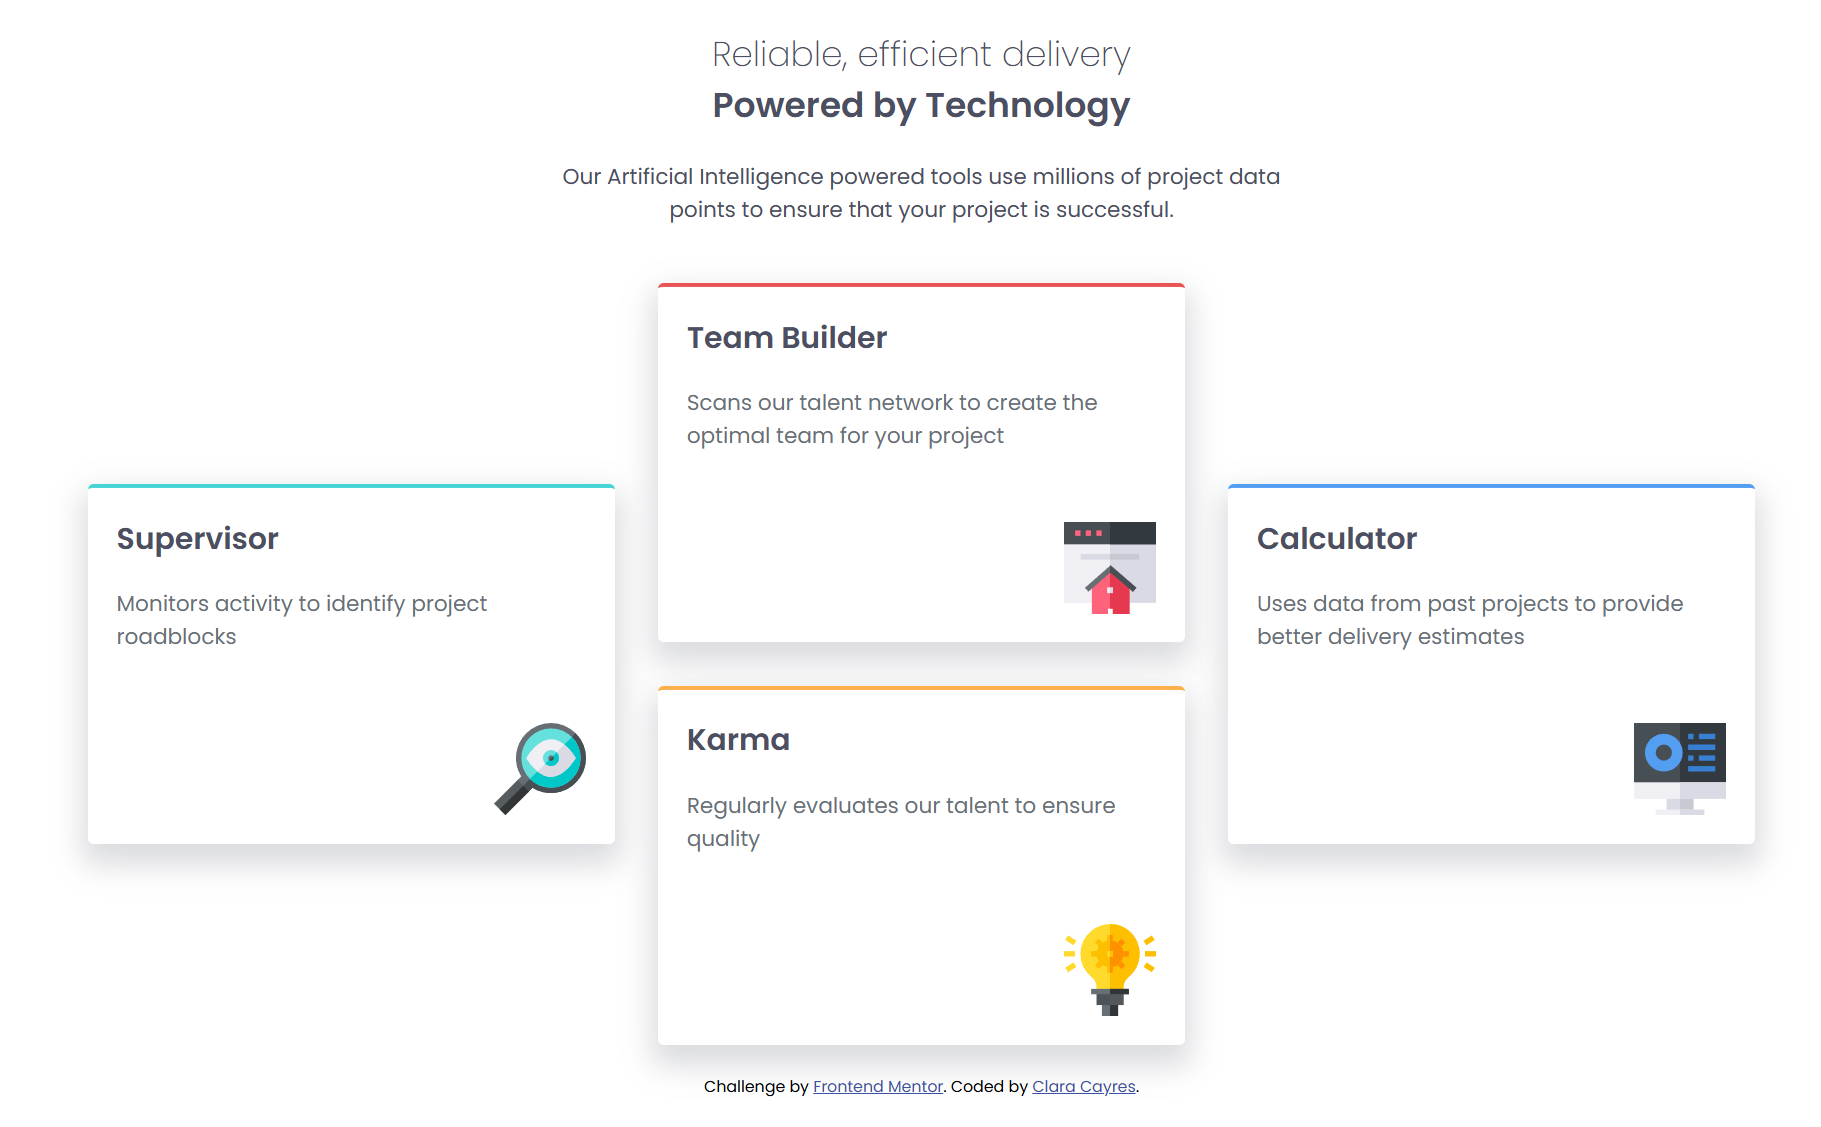 Reliable, efficient delivery
Powered by Technology
Our Artificial Intelligence powered tools use millions of project data
points to ensure that your project is successful.
Team Builder
Scans our talent network to create the
optimal team for your project
Supervisor
Monitors activity to identify project
roadblocks
Calculator
Uses data from past projects to provide
better delivery estimates
Karma
Regularly evaluates our talent to ensure
quality
Challenge by Frontend Mentor. Coded by Clara Cayres.